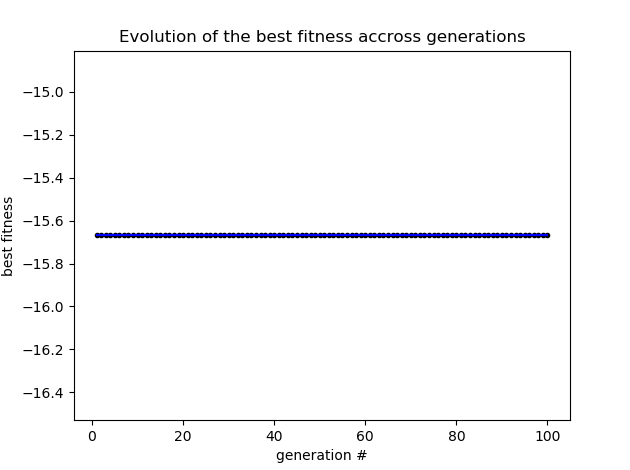 Evolution of the best fitness accross generations
−15.0
−15.2
−15.4
−15.6
−15.8
−16.0
−16.2
−16.4
best fitness
0 20 40 60 80 100
generation #